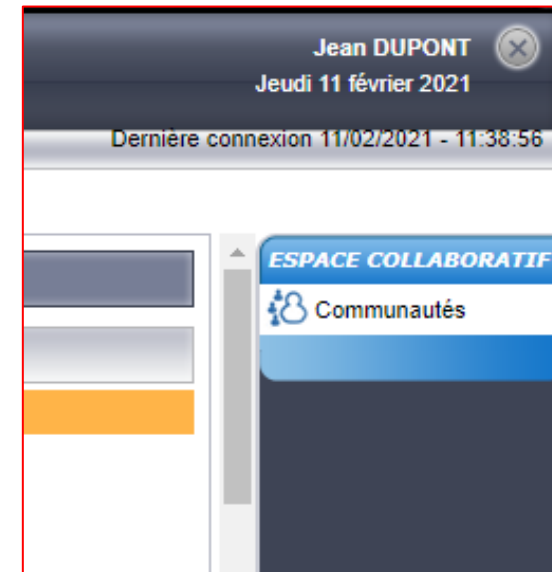 Jean DUPONT
Jeudi 11 février 2021
Dernière connexion 11/02/2021 - 11:38:56
ESPACE COLLABORATIF
Communautés